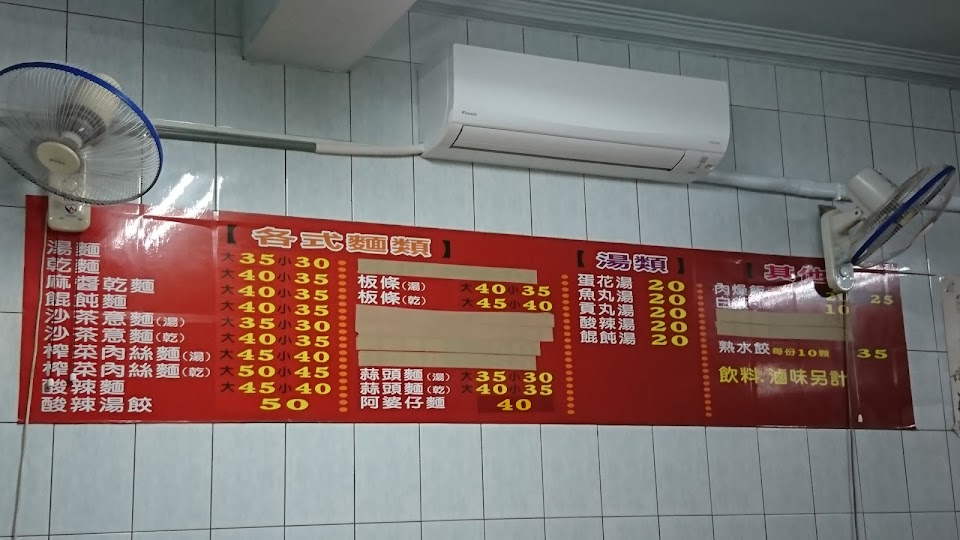 【各式麵類】
湯麵 大35小30
乾麵 大40小35
麻醬乾麵 大40小35
餛飩麵 大40小35
沙茶意麵(湯) 大35小30
沙茶意麵(乾) 大40小35
榨菜肉絲麵(湯) 大45小40
榨菜肉絲麵(乾) 大50小45
酸辣麵 大45小40
酸辣湯餃 50
板條(湯) 大40小35
板條(乾) 大45小40
蒜頭麵(湯) 大35小30
蒜頭麵(乾) 大40小35
阿婆仔麵 40
【湯類】
蛋花湯 20
魚丸湯 20
貢丸湯 20
酸辣湯 20
餛飩湯 20
【其他
肉燥飯 25
白 10
熟水餃 每份10顆 35
飲料.滷味另計